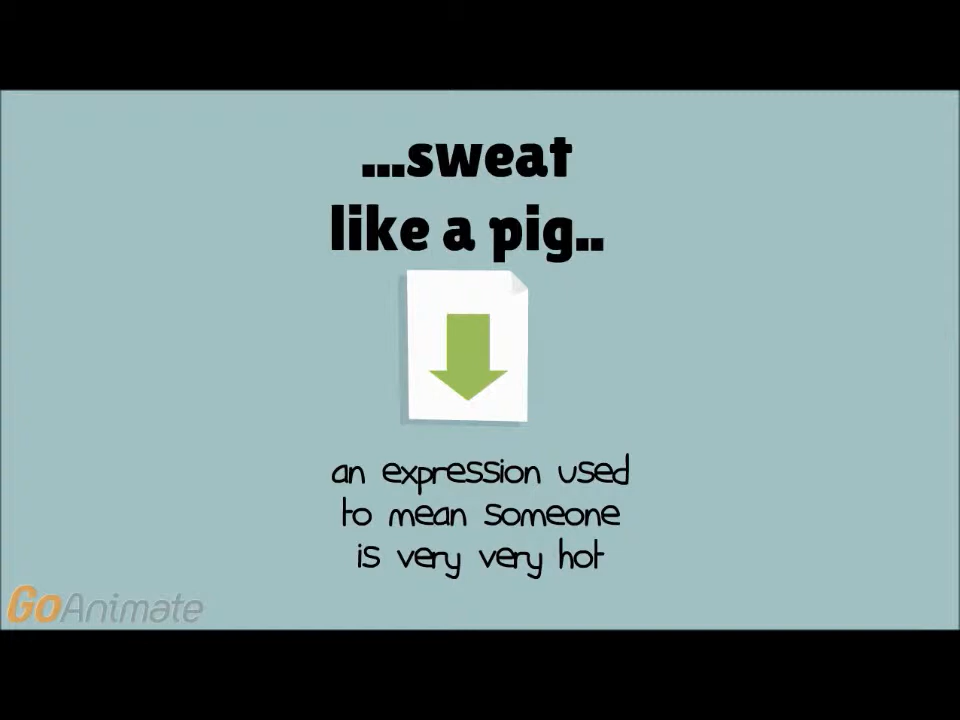 ...sweat
like a pig..
an expression used
to mean someone
is very very hot
GoAnimate